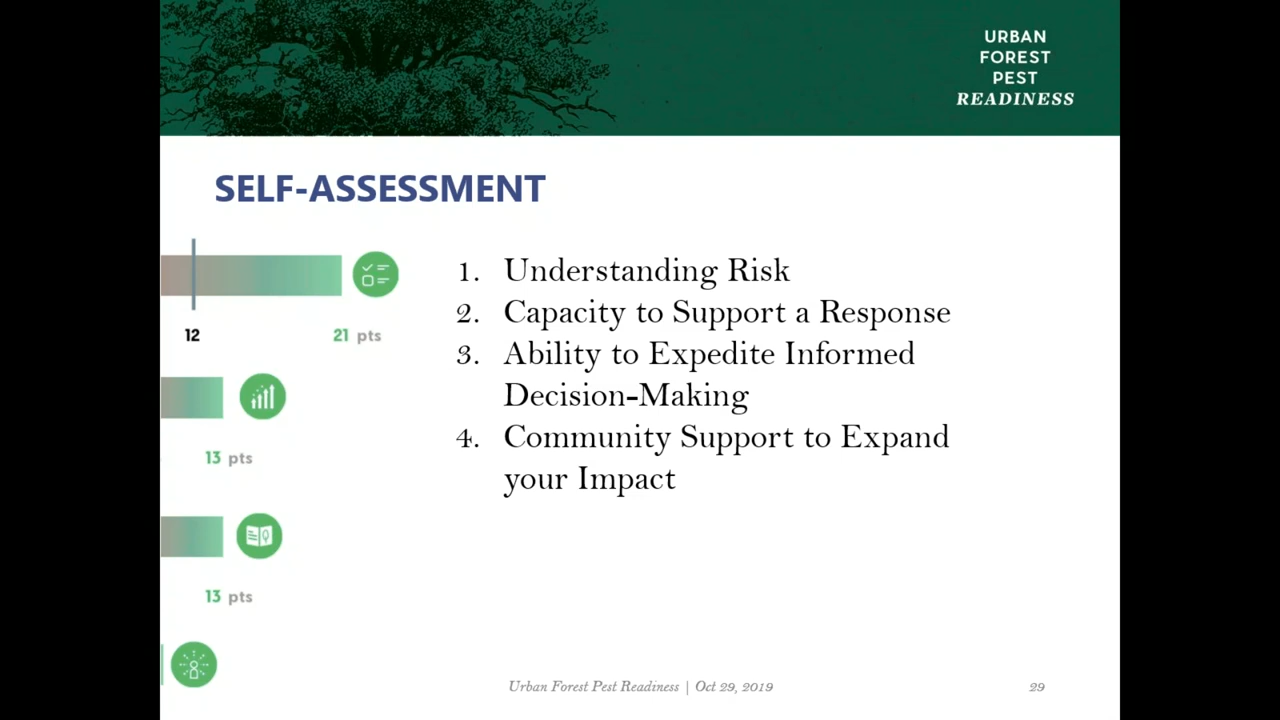 URBAN
FOREST
PEST
READINESS
SELF-ASSESSMENT
12
21 pts
13 pts
13 pts
1. Understanding Risk
2. Capacity to Support a Response
3. Ability to Expedite Informed
Decision-Making
4. Community Support to Expand
your Impact
Urban Forest Pest Readiness | Oct 29, 2019
29